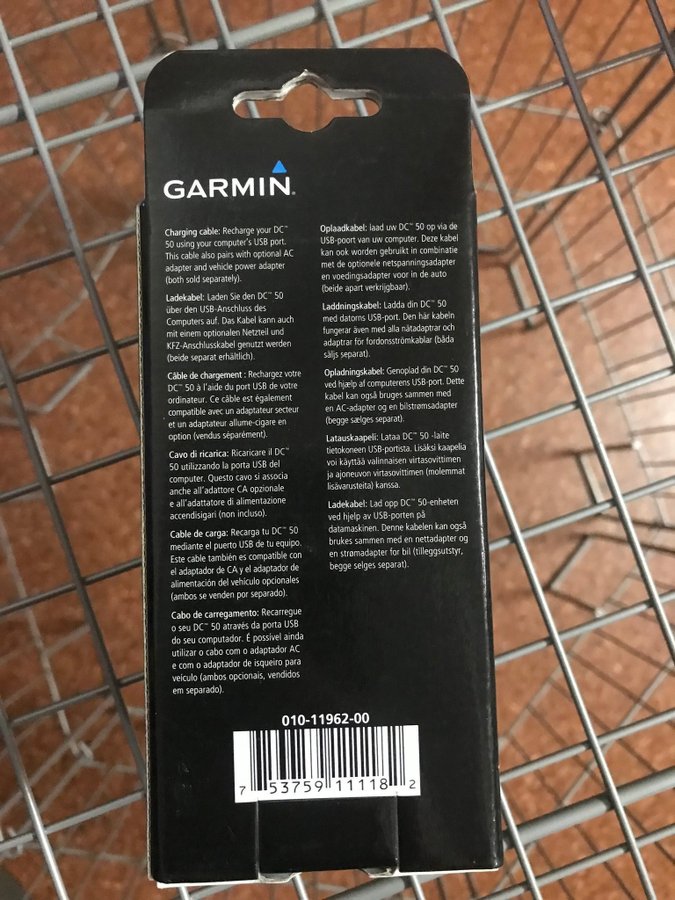 GARMIN
Charging cable: Recharge your DC™
50 using your computer's USB port.
This cable also pairs with optional AC
adapter and vehicle power adapter
(both sold separately).
Ladekabel: Laden Sie den DC™ 50
über den USB-Anschluss des
Computers auf. Das Kabel kann auch
mit einem optionalen Netzteil und
KFZ-Anschlusskabel genutzt werden
(beide separat erhältlich).
Câble de chargement : Rechargez votre
DC™ 50 à l'aide du port USB de votre
ordinateur. Ce câble est également
compatible avec un adaptateur secteur
et un adaptateur allume-cigare en
option (vendus séparément).
Cavo di ricarica: Ricaricare il DC™
50 utilizzando la porta USB del
computer. Questo cavo si associa
anche all'adattore CA opzionale
e all'adattatore di alimentazione
accendisigari (non incluso).
Cable de carga: Recarga tu DC™ 50
mediante el puerto USB de tu equipo.
Este cable también es compatible con
el adaptador de CA y el adaptador de
alimentación del vehículo opcionales
(ambos se venden por separado).
Cabo de carregamento: Recarregue
o seu DC™ 50 através da porta USB
do seu computador. É possível ainda
utilizar o cabo com o adaptador AC
e com o adaptador de isqueiro para
veículo (ambos opcionais, vendidos
em separado).
Oplaadkabel: laad uw DC™ 50 op via de
USB-poort van uw computer. Deze kabel
kan ook worden gebruikt in combinatie
met de optionele netspanningsadapter
en voedingsadapter voor in de auto
(beide apart verkrijgbaar).
Laddningskabel: Ladda din DC™ 50
med datorns USB-port. Den här kabeln
fungerar även med alla nätadaptrar och
adaptrar för fordonsströmkablar (båda
säljs separat).
Opladningskabel: Genoplad din DC™ 50
ved hjælp af computerens USB-port. Dette
kabel kan også bruges sammen med
en AC-adapter og en bilstrømsadapter
(begge sælges separat).
Latauskaapeli: Lataa DC™ 50 -laite
tietokoneen USB-portista. Lisäksi kaapelia
voi käyttää valinnaisen virtasovittimen
ja ajoneuvon virtasovittimen (molemmat
lisävarusteita) kanssa.
Ladekabel: Lad opp DC™ 50-enheten
ved hjelp av USB-porten på
datamaskinen. Denne kabelen kan også
brukes sammen med en nettadapter og
en strømadapter for bil (tilleggsutstyr,
begge selges separat).
010-11962-00
7 53759 11118 2